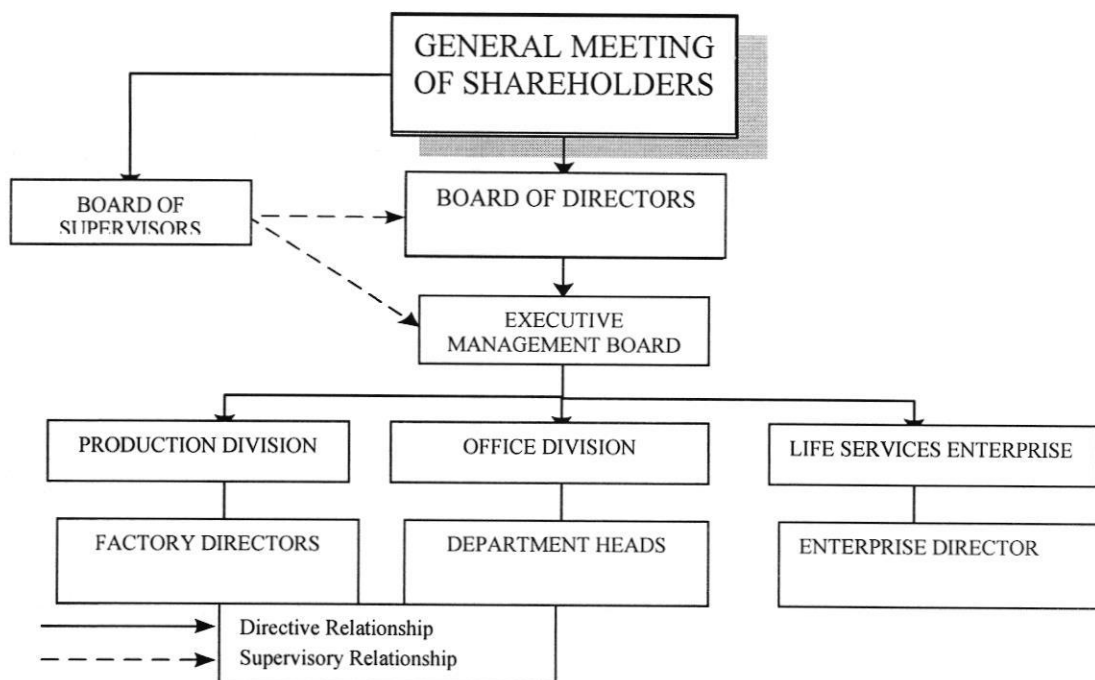 GENERAL MEETING
OF SHAREHOLDERS
BOARD OF
SUPERVISORS
BOARD OF DIRECTORS
EXECUTIVE
MANAGEMENT BOARD
PRODUCTION DIVISION
OFFICE DIVISION
LIFE SERVICES ENTERPRISE
FACTORY DIRECTORS
DEPARTMENT HEADS
ENTERPRISE DIRECTOR
Directive Relationship
Supervisory Relationship